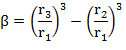 β = (r₃/r₁)³ − (r₂/r₁)³